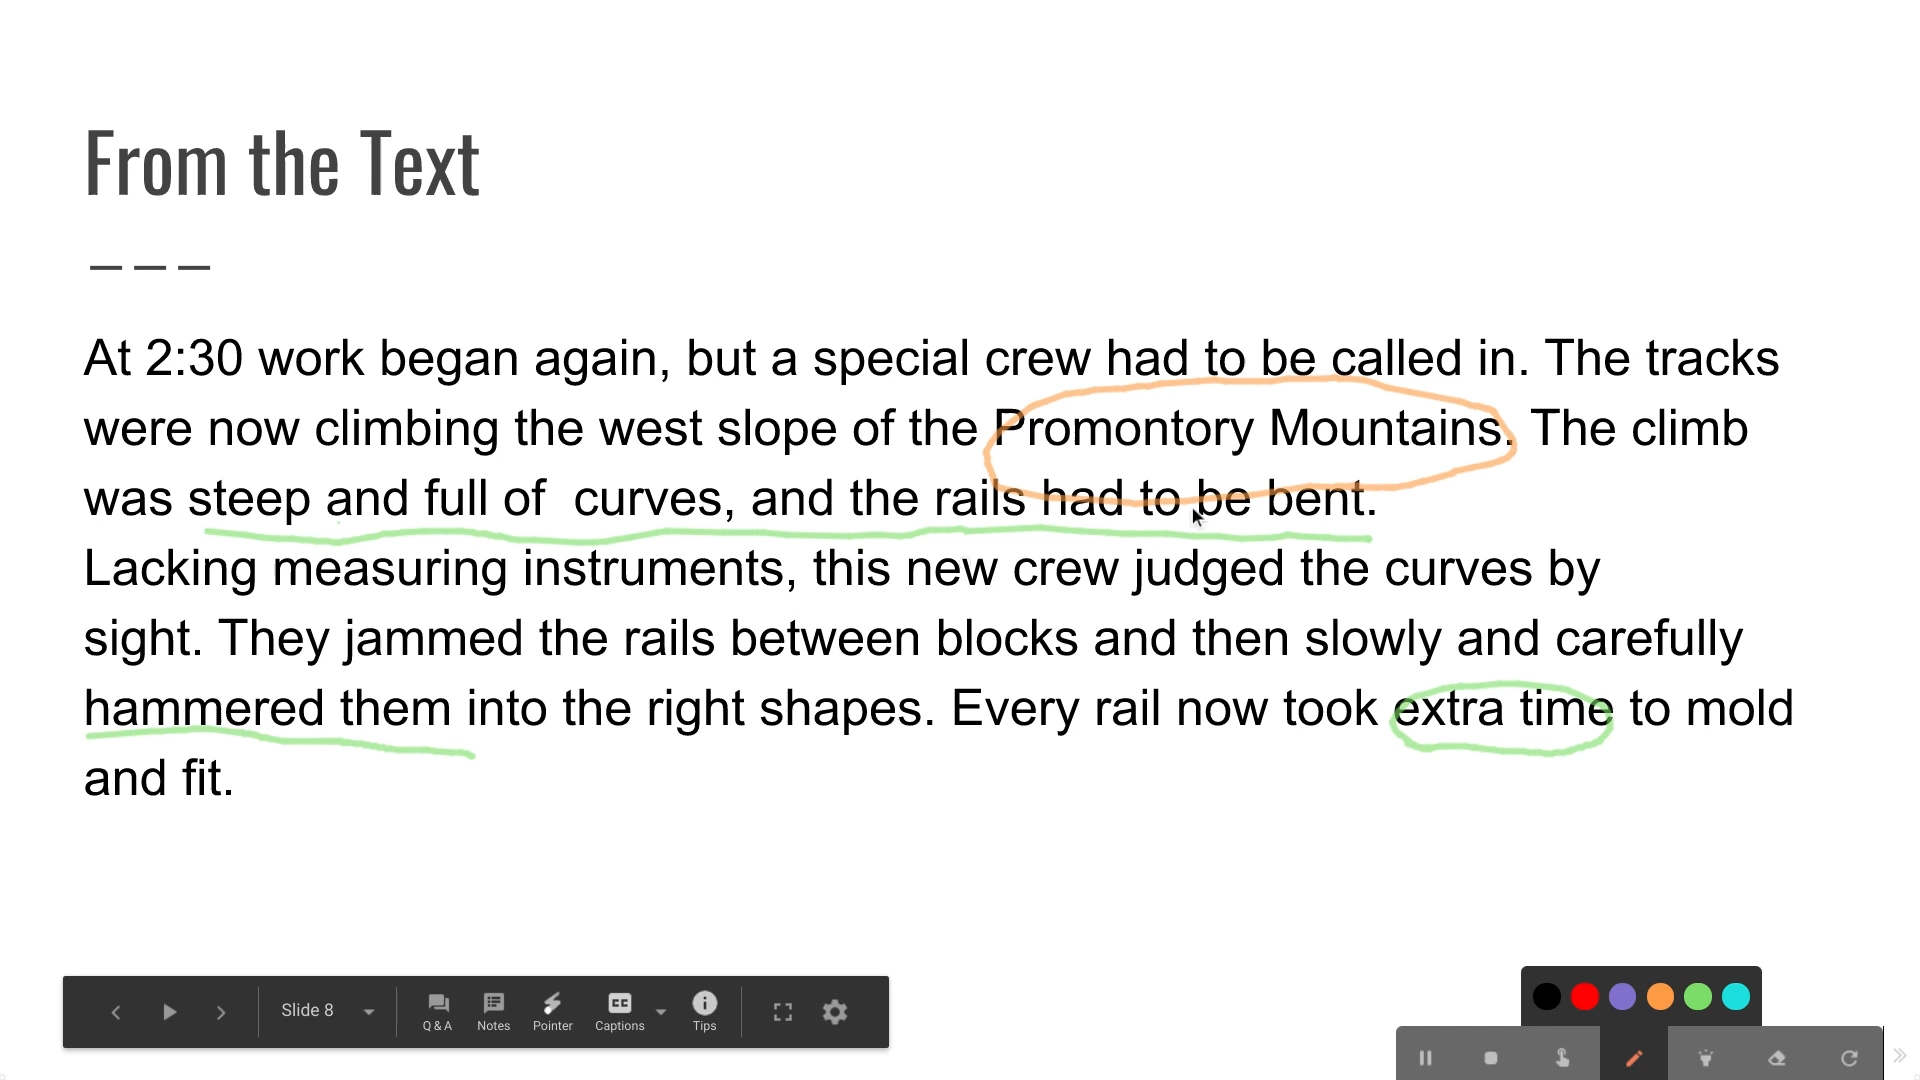 From the Text
At 2:30 work began again, but a special crew had to be called in. The tracks
were now climbing the west slope of the Promontory Mountains. The climb
was steep and full of  curves, and the rails had to be bent.
Lacking measuring instruments, this new crew judged the curves by
sight. They jammed the rails between blocks and then slowly and carefully
hammered them into the right shapes. Every rail now took extra time to mold
and fit.
Slide 8
Q & A
Notes
Pointer
CC
Captions
Tips